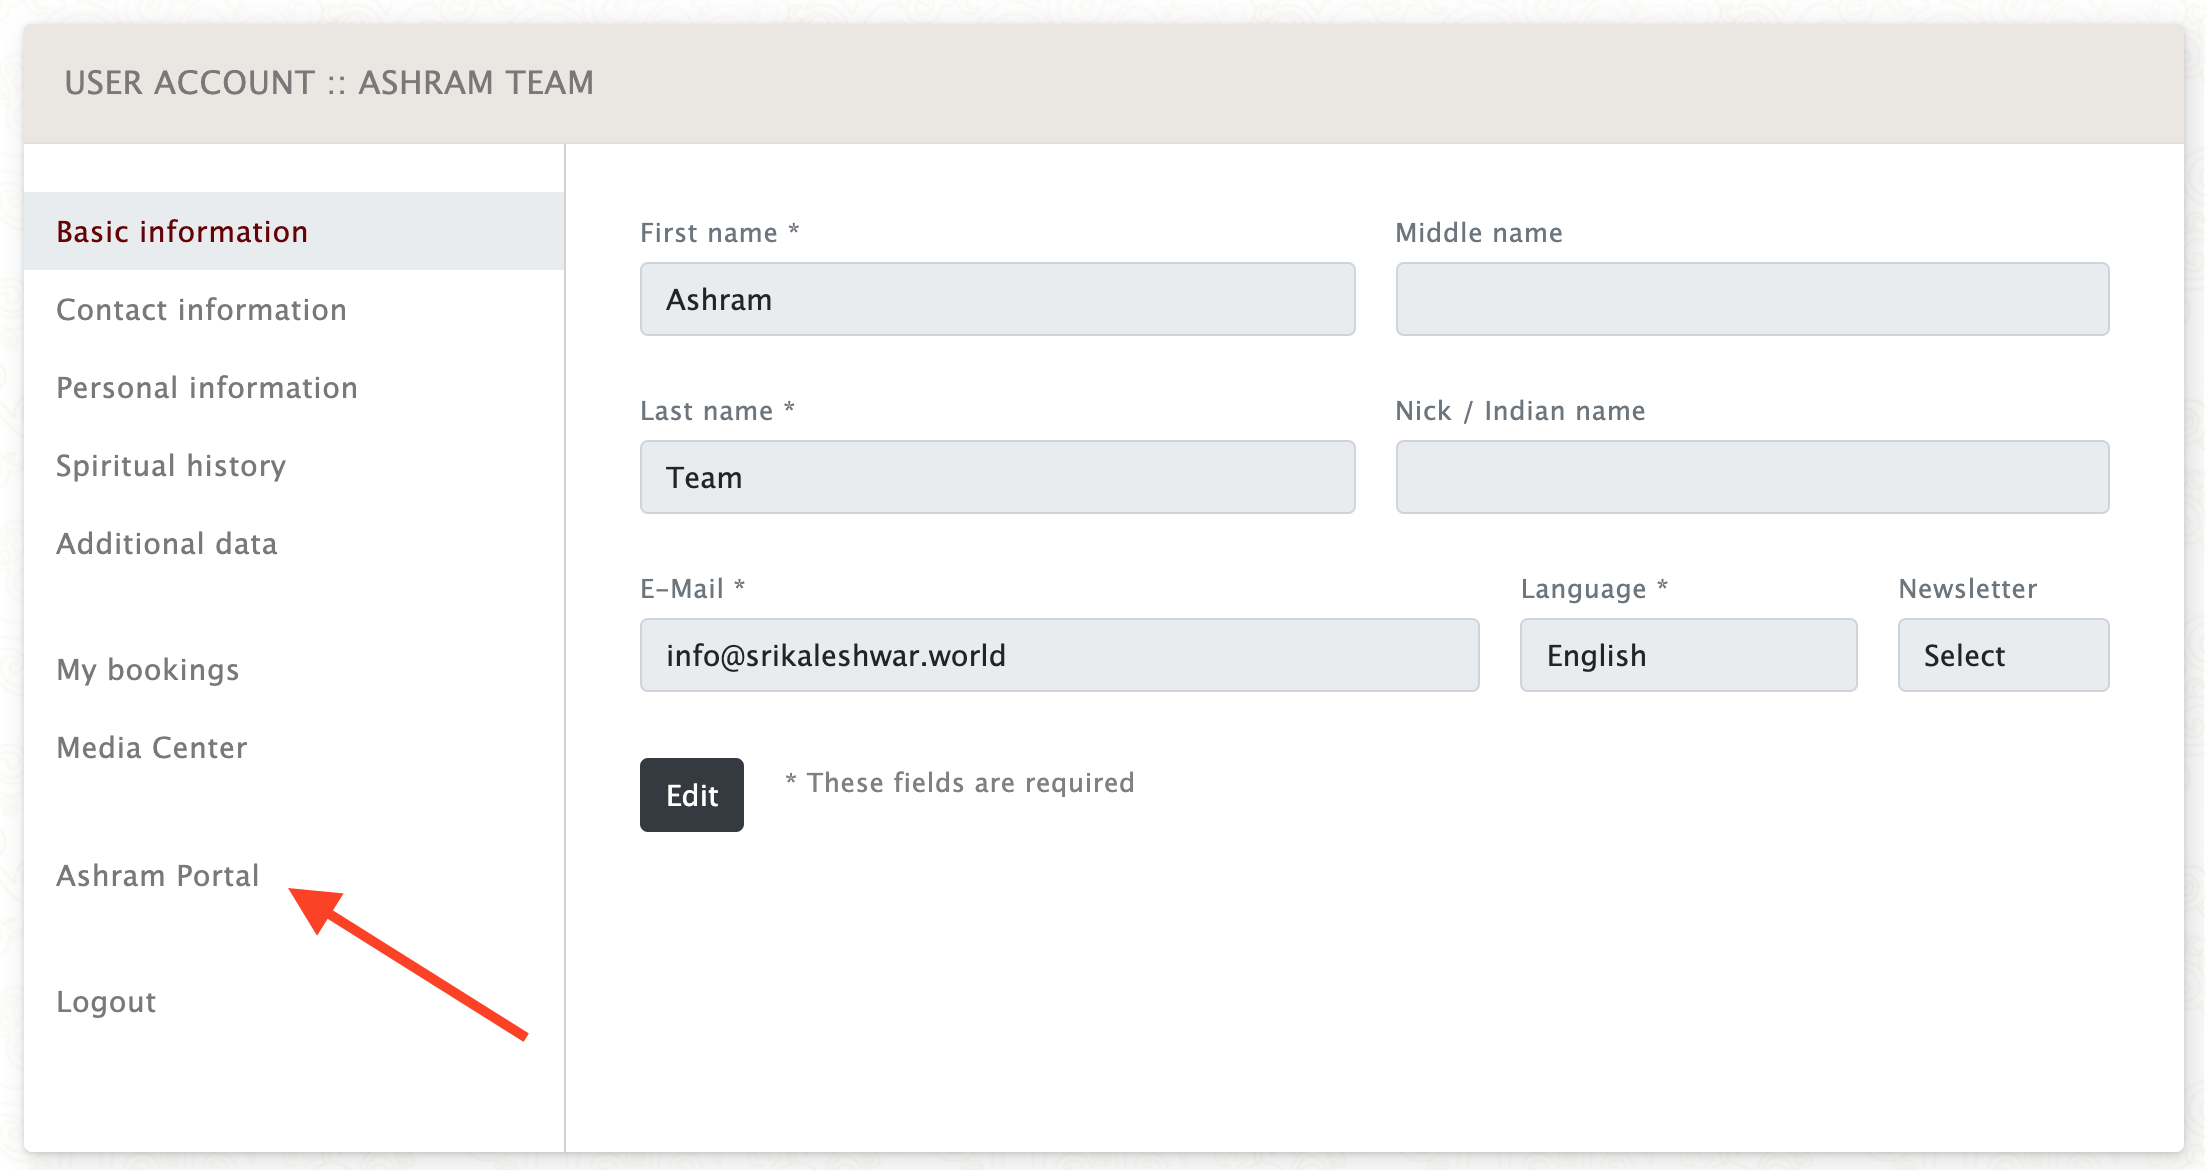 USER ACCOUNT :: ASHRAM TEAM
Basic information
Contact information
Personal information
Spiritual history
Additional data
My bookings
Media Center
Ashram Portal
Logout
First name *
Middle name
Ashram
Last name *
Nick / Indian name
Team
E-Mail *
Language *
Newsletter
info@srikaleshwar.world
English
Select
Edit
* These fields are required